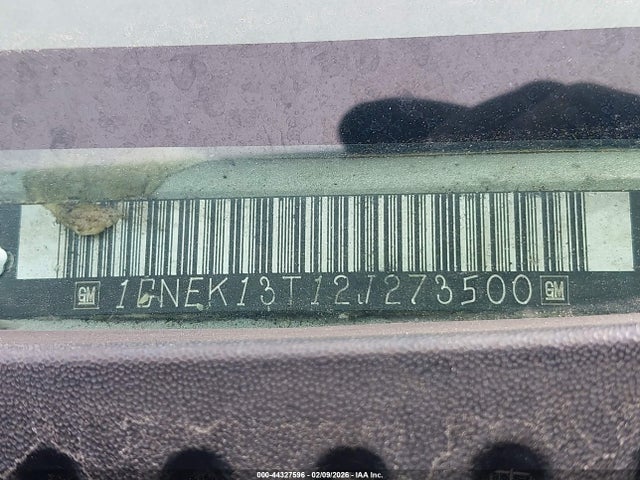 GM 1GNEK13T12J273500 GM
000-44327596 | 02/09/2026 | IAA Inc.